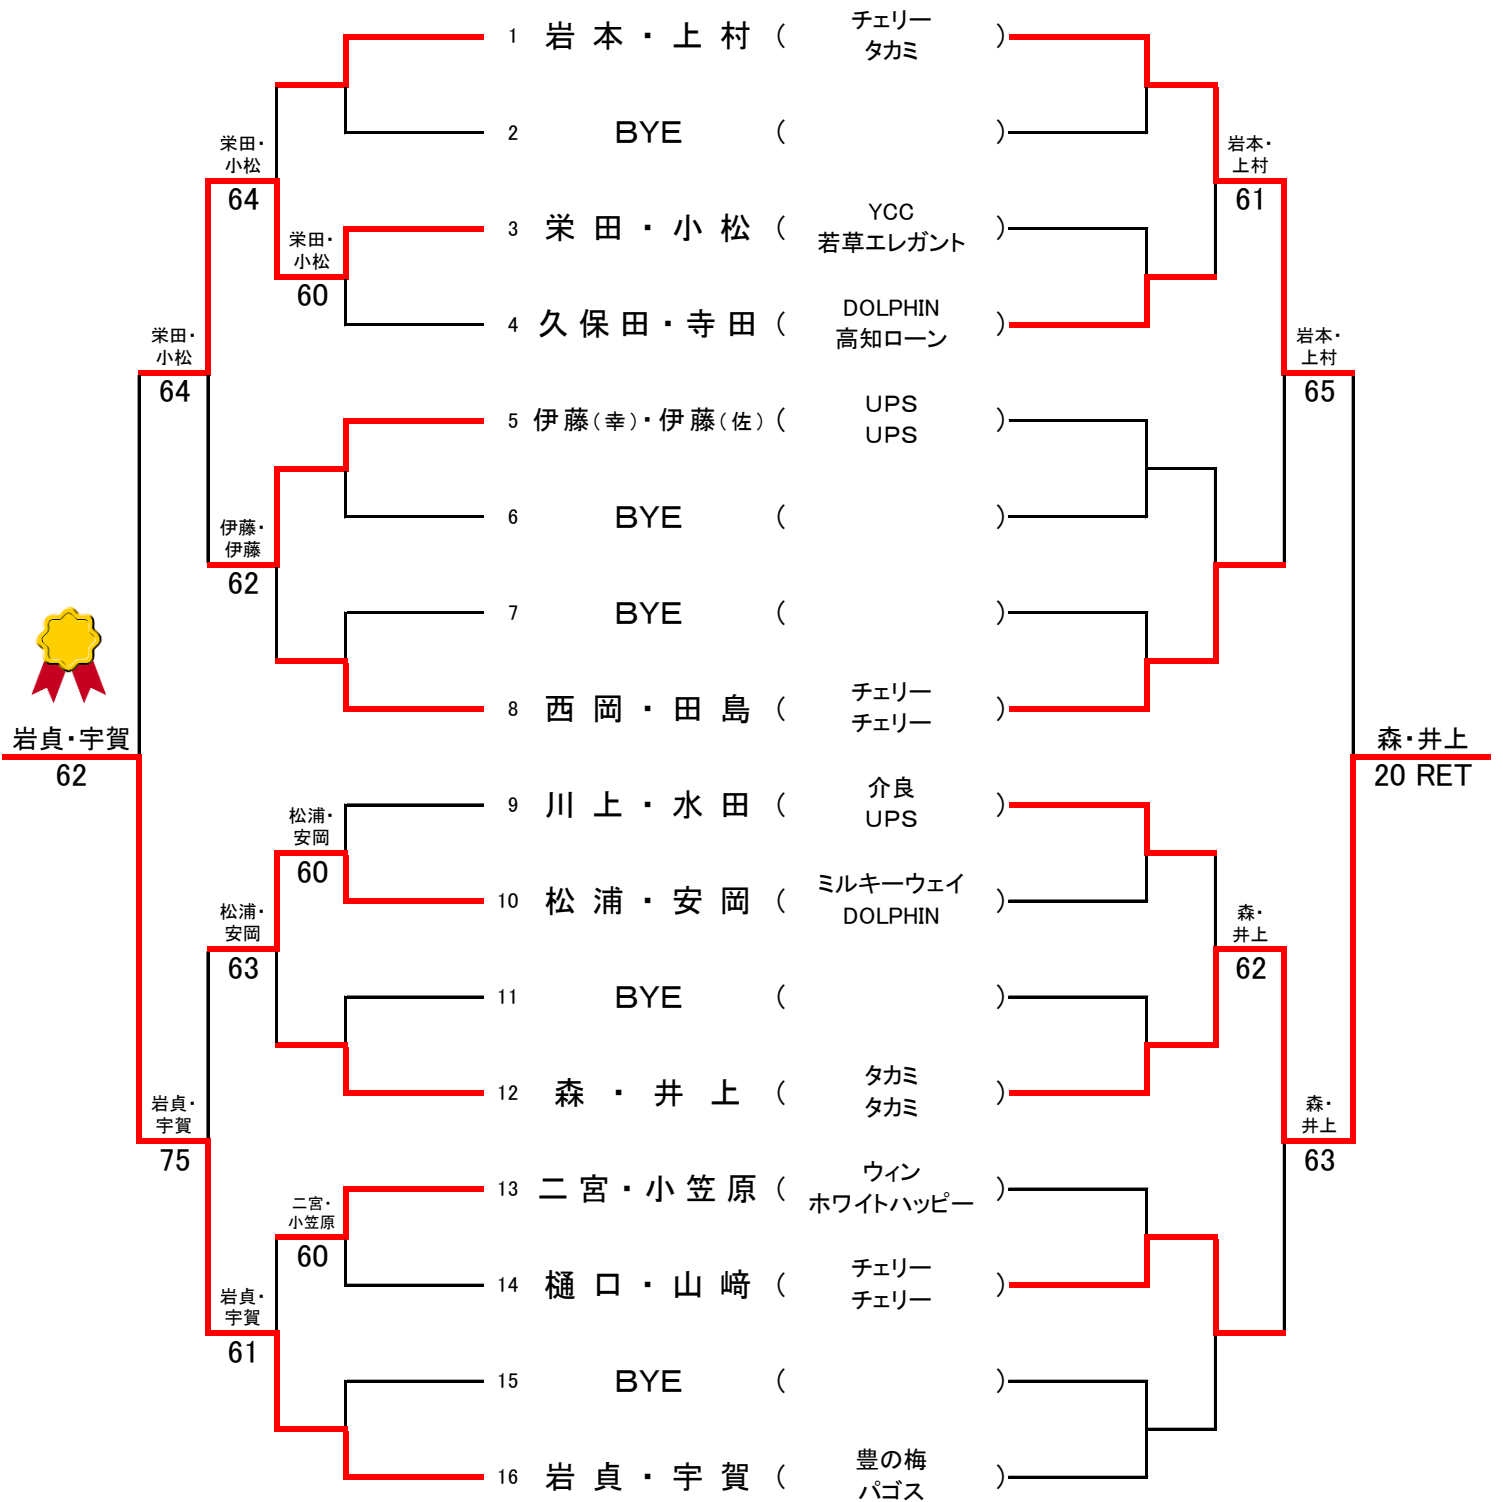 1 岩本・上村 ( チェリー タカミ )
2 BYE ( )
栄田・小松 64
岩本・上村 61
3 栄田・小松 ( YCC 若草エレガント )
栄田・小松 60
4 久保田・寺田 ( DOLPHIN 高知ローン )
栄田・小松 64
岩本・上村 65
5 伊藤(幸)・伊藤(佐) ( UPS UPS )
6 BYE ( )
伊藤・伊藤 62
7 BYE ( )
8 西岡・田島 ( チェリー チェリー )
岩貞・宇賀 62
森・井上 20 RET
9 川上・水田 ( 介良 UPS )
松浦・安岡 60
10 松浦・安岡 ( ミルキーウェイ DOLPHIN )
松浦・安岡 63
森・井上 62
11 BYE ( )
12 森・井上 ( タカミ タカミ )
岩貞・宇賀 75
森・井上 63
13 二宮・小笠原 ( ウィン ホワイトハッピー )
二宮・小笠原 60
14 樋口・山﨑 ( チェリー チェリー )
岩貞・宇賀 61
15 BYE ( )
16 岩貞・宇賀 ( 豊の梅 パゴス )